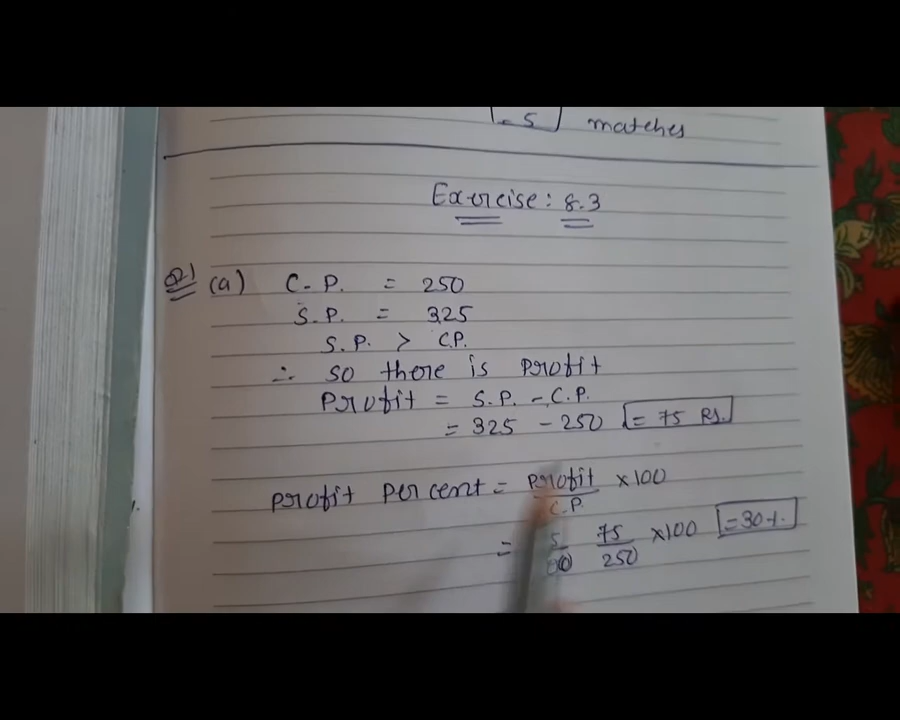 = 5 matches
Exercise: 8.3
Q1 (a) C.P. = 250
S.P. = 325
S.P. > C.P.
∴ so there is profit
Profit = S.P. - C.P.
= 325 - 250 = 75 Rs.
Profit Percent = Profit/C.P. ×100
= 75/250 ×100 = 30%